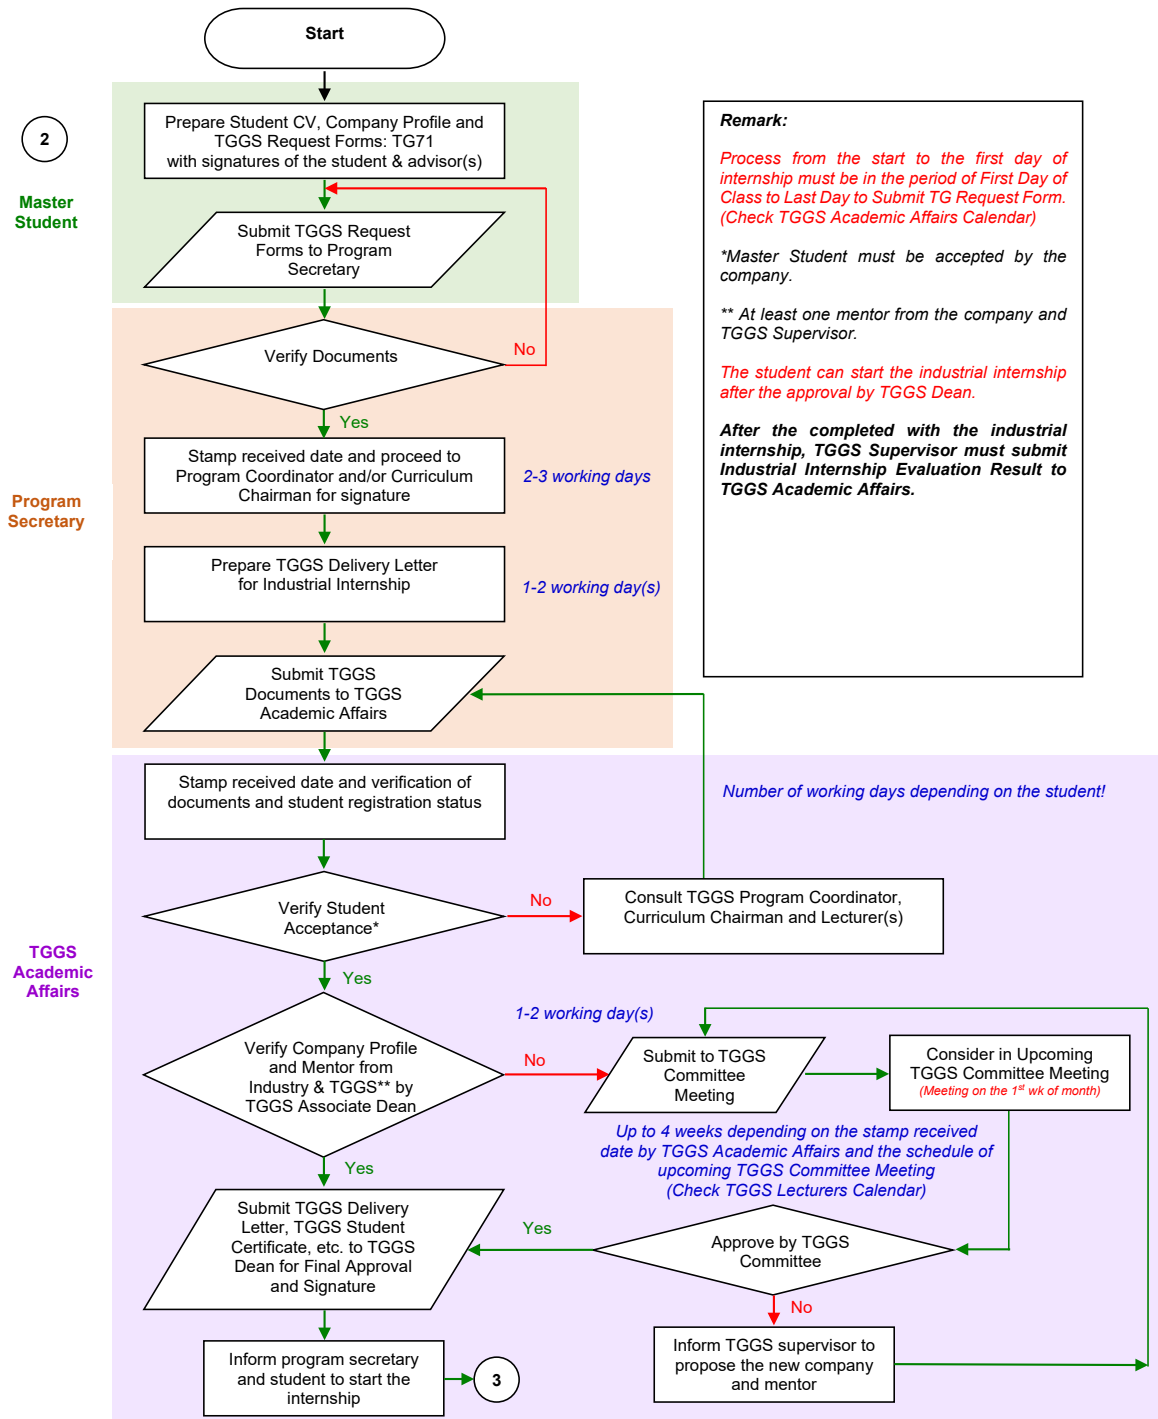 Start
2
Master
Student
Prepare Student CV, Company Profile and
TGGS Request Forms: TG71
with signatures of the student & advisor(s)
Submit TGGS Request
Forms to Program
Secretary
Remark:
Process from the start to the first day of
internship must be in the period of First Day of
Class to Last Day to Submit TG Request Form.
(Check TGGS Academic Affairs Calendar)
*Master Student must be accepted by the
company.
** At least one mentor from the company and
TGGS Supervisor.
The student can start the industrial internship
after the approval by TGGS Dean.
After the completed with the industrial
internship, TGGS Supervisor must submit
Industrial Internship Evaluation Result to
TGGS Academic Affairs.
Program
Secretary
Verify Documents
No
Yes
Stamp received date and proceed to
Program Coordinator and/or Curriculum
Chairman for signature
2-3 working days
Prepare TGGS Delivery Letter
for Industrial Internship
1-2 working day(s)
Submit TGGS
Documents to TGGS
Academic Affairs
TGGS
Academic
Affairs
Stamp received date and verification of
documents and student registration status
Number of working days depending on the student!
Verify Student
Acceptance*
No
Consult TGGS Program Coordinator,
Curriculum Chairman and Lecturer(s)
Yes
1-2 working day(s)
Verify Company Profile
and Mentor from
Industry & TGGS** by
TGGS Associate Dean
No
Submit to TGGS
Committee
Meeting
Consider in Upcoming
TGGS Committee Meeting
(Meeting on the 1st wk of month)
Up to 4 weeks depending on the stamp received
date by TGGS Academic Affairs and the schedule of
upcoming TGGS Committee Meeting
(Check TGGS Lecturers Calendar)
Yes
Submit TGGS Delivery
Letter, TGGS Student
Certificate, etc. to TGGS
Dean for Final Approval
and Signature
Yes
Approve by TGGS
Committee
No
Inform TGGS supervisor to
propose the new company
and mentor
Inform program secretary
and student to start the
internship
3